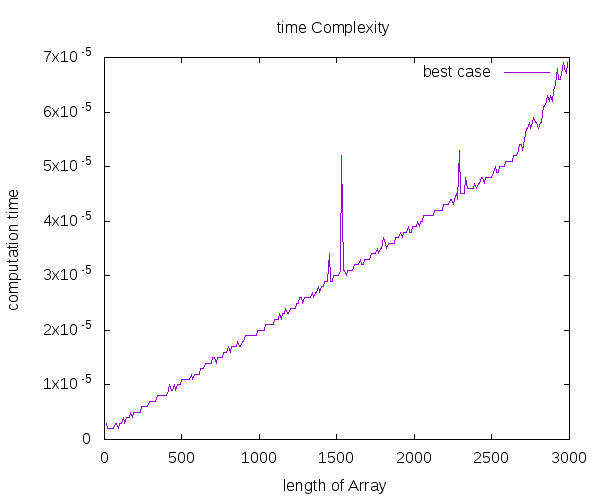 time Complexity
best case
7x10^-5
6x10^-5
5x10^-5
4x10^-5
3x10^-5
2x10^-5
1x10^-5
0
computation time
0 500 1000 1500 2000 2500 3000
length of Array